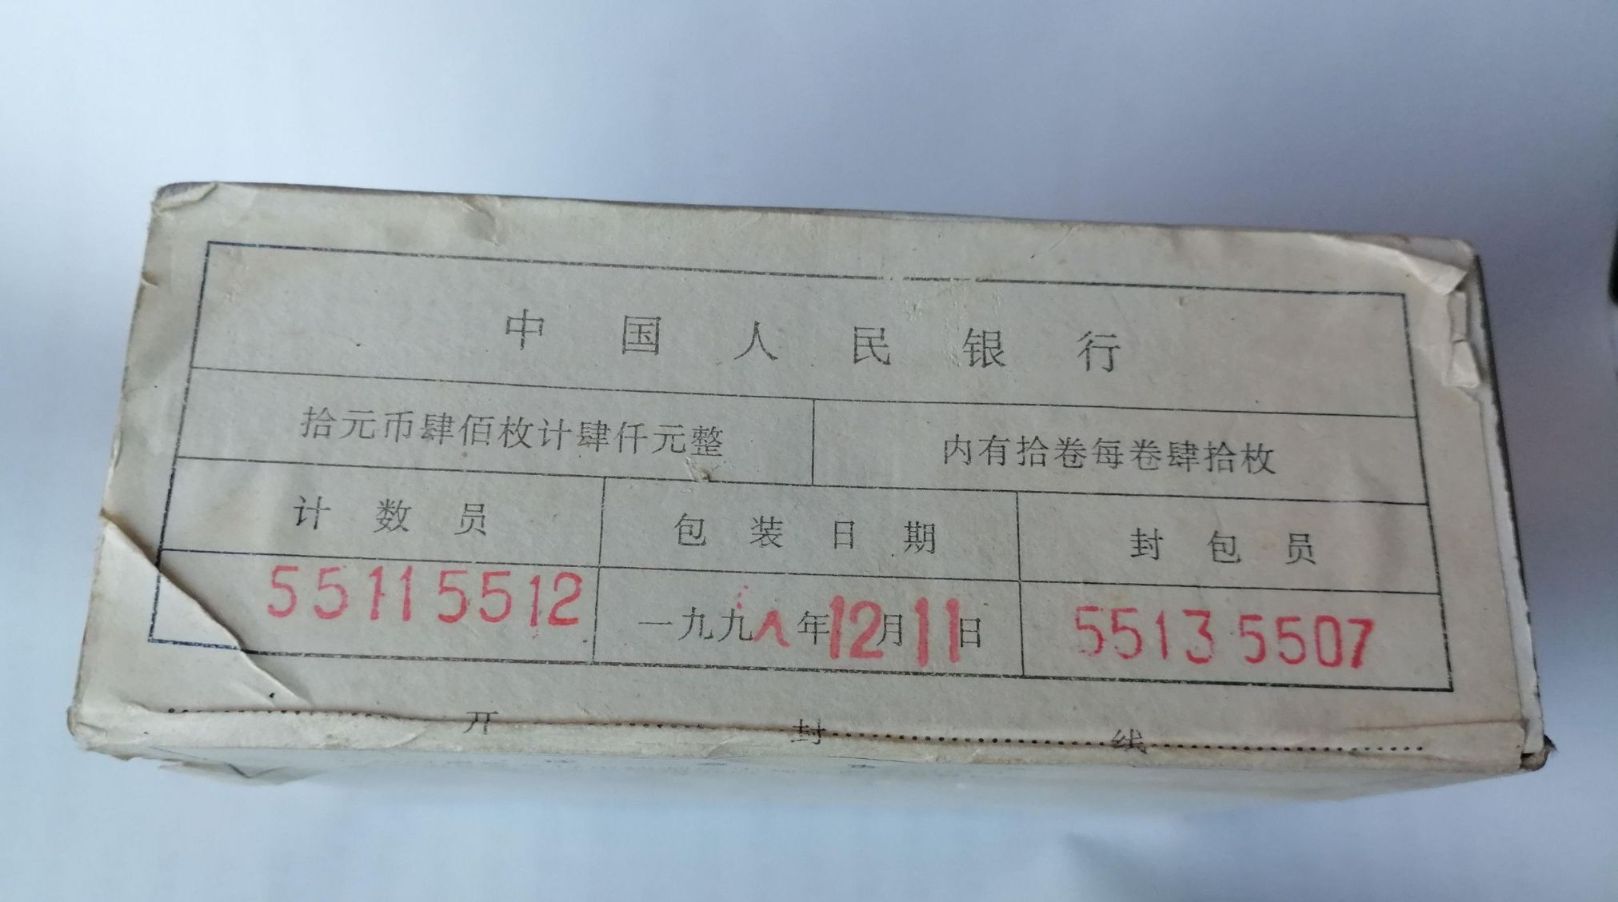 中国人民银行
拾元币肆佰枚计肆仟元整 内有拾卷每卷肆拾枚
计数员 包装日期 封包员
55115512 一九九八年12月11日 5513 5507
开封线